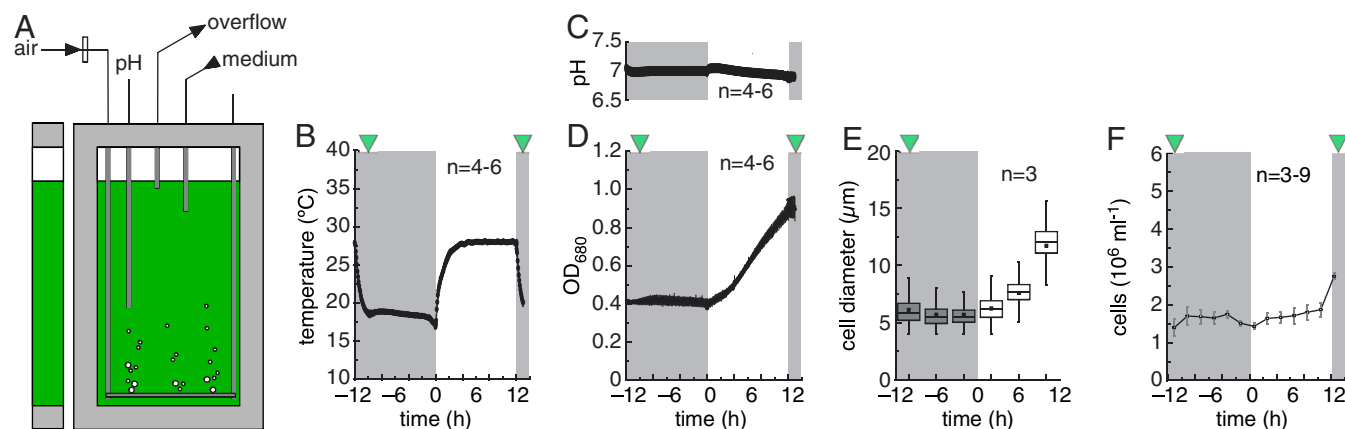 A
air
pH
overflow
medium
B
40
35
30
25
20
15
10
temperature (ºC)
n=4-6
−12 −6 0 6 12
time (h)
C
7.5
7
6.5
pH
n=4-6
D
1.2
1.0
0.8
0.6
0.4
0.2
0
OD680
n=4-6
−12 −6 0 6 12
time (h)
E
20
15
10
5
0
cell diameter (µm)
n=3
−12 −6 0 6 12
time (h)
F
6
5
4
3
2
1
0
cells (10⁶ ml⁻¹)
n=3-9
−12 −6 0 6 12
time (h)